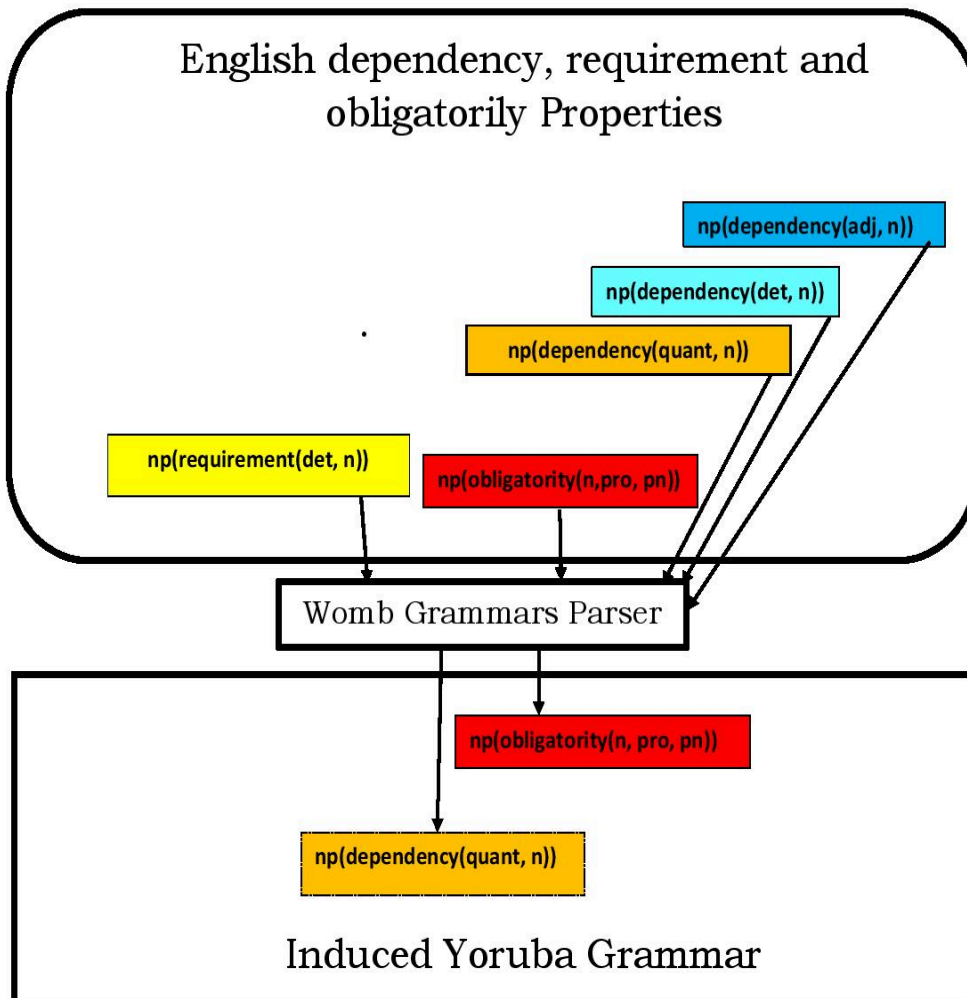 English dependency, requirement and
obligatorily Properties
np(dependency(adj, n))
np(dependency(det, n))
np(dependency(quant, n))
np(requirement(det, n))
np(obligatority(n,pro, pn))
Womb Grammars Parser
np(obligatority(n, pro, pn))
np(dependency(quant, n))
Induced Yoruba Grammar